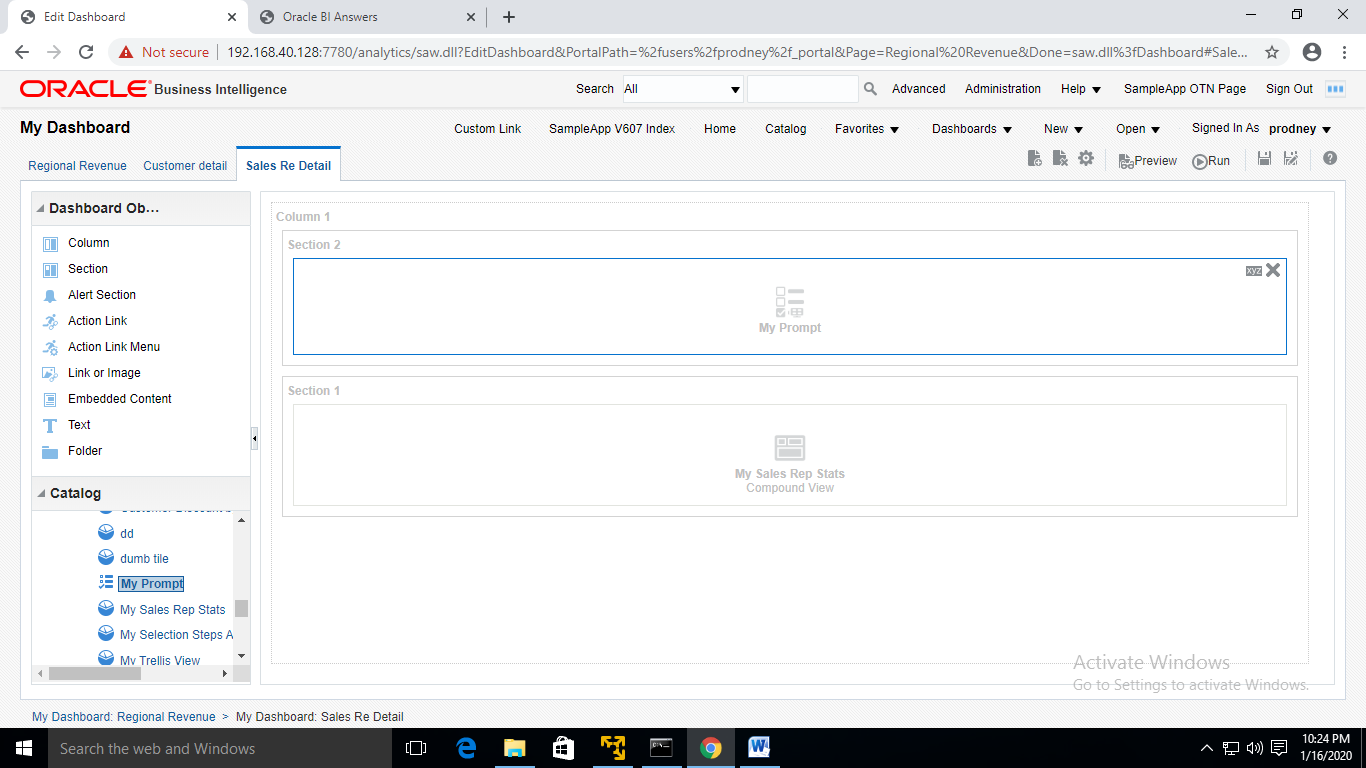 Edit Dashboard
Oracle BI Answers
Not secure
192.168.40.128:7780/analytics/saw.dll?EditDashboard&PortalPath=%2fusers%2fprodney%2f_portal&Page=Regional%20Revenue&Done=saw.dll%3fDashboard#Sale...
ORACLE Business Intelligence
Search All Advanced Administration Help SampleApp OTN Page Sign Out
My Dashboard
Custom Link SampleApp V607 Index Home Catalog Favorites Dashboards New Open Signed In As prodney
Regional Revenue Customer detail Sales Re Detail
Preview Run
Dashboard Ob...
Column
Section
Alert Section
Action Link
Action Link Menu
Link or Image
Embedded Content
Text
Folder
Catalog
dd
dumb tile
My Prompt
My Sales Rep Stats
My Selection Steps A
My Trellis View
Column 1
Section 2
xyz
My Prompt
Section 1
My Sales Rep Stats
Compound View
Activate Windows
Go to Settings to activate Windows.
My Dashboard: Regional Revenue > My Dashboard: Sales Re Detail
Search the web and Windows
10:24 PM
1/16/2020